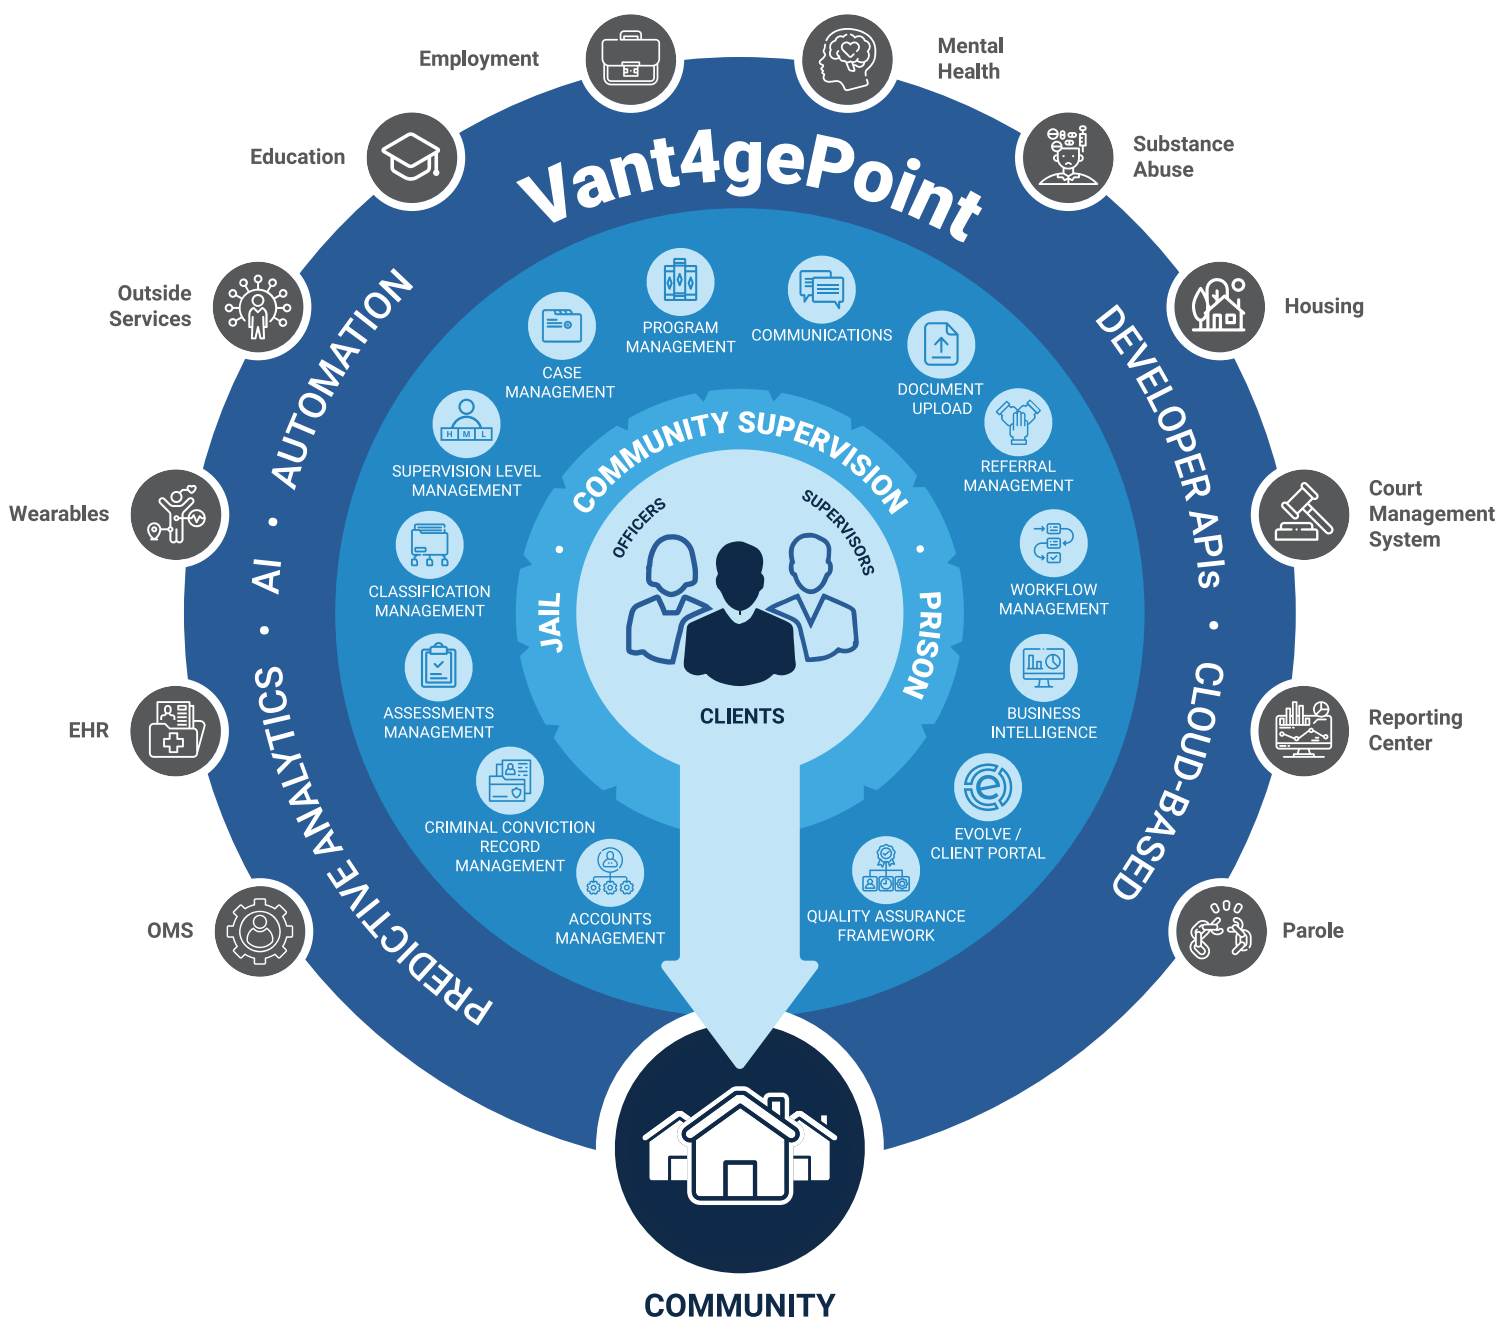 Employment
Mental
Health
Education
Substance
Abuse
Vant4gePoint
Outside
Services
Housing
Wearables
Court
Management
System
EHR
Reporting
Center
OMS
Parole
PREDICTIVE ANALYTICS • AI • AUTOMATION
DEVELOPER APIs • CLOUD-BASED
PROGRAM
MANAGEMENT
COMMUNICATIONS
CASE
MANAGEMENT
DOCUMENT
UPLOAD
H M L
SUPERVISION LEVEL
MANAGEMENT
REFERRAL
MANAGEMENT
CLASSIFICATION
MANAGEMENT
WORKFLOW
MANAGEMENT
ASSESSMENTS
MANAGEMENT
BUSINESS
INTELLIGENCE
CRIMINAL CONVICTION
RECORD
MANAGEMENT
e
EVOLVE /
CLIENT PORTAL
ACCOUNTS
MANAGEMENT
QUALITY ASSURANCE
FRAMEWORK
JAIL • COMMUNITY SUPERVISION • PRISON
OFFICERS
SUPERVISORS
CLIENTS
COMMUNITY